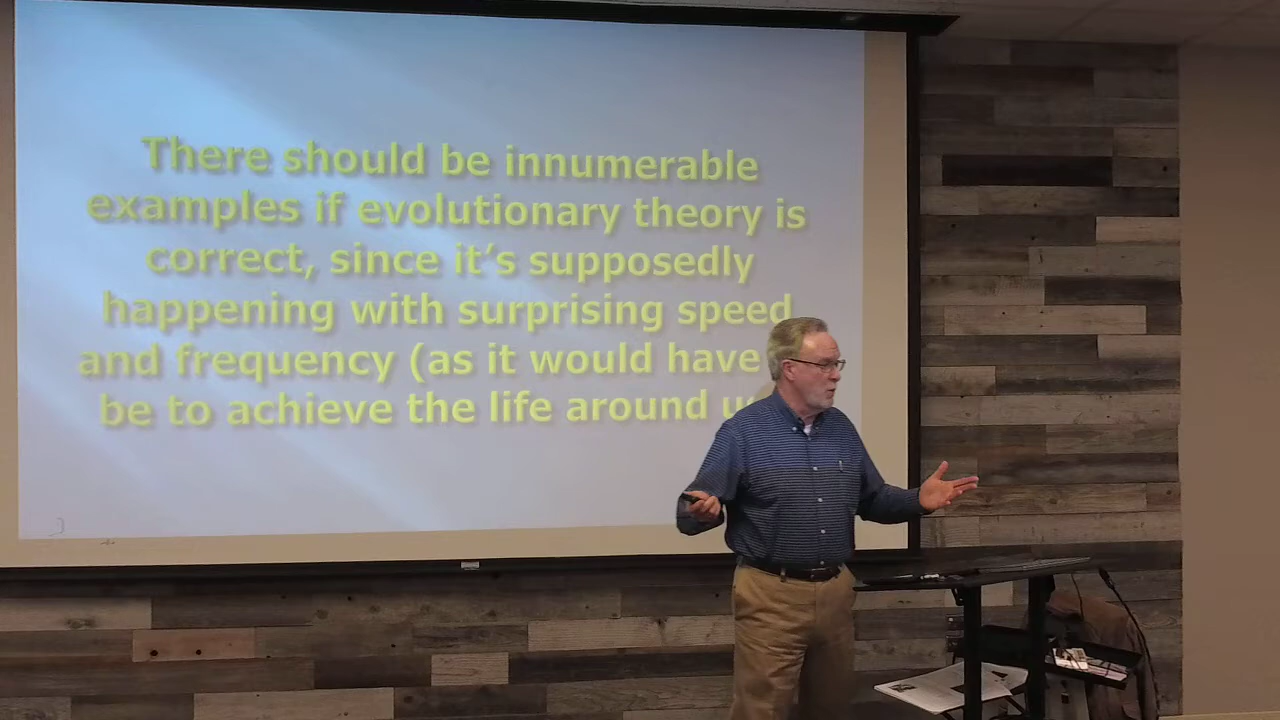 There should be innumerable
examples if evolutionary theory is
correct, since it's supposedly
happening with surprising speed
and frequency (as it would have
be to achieve the life around